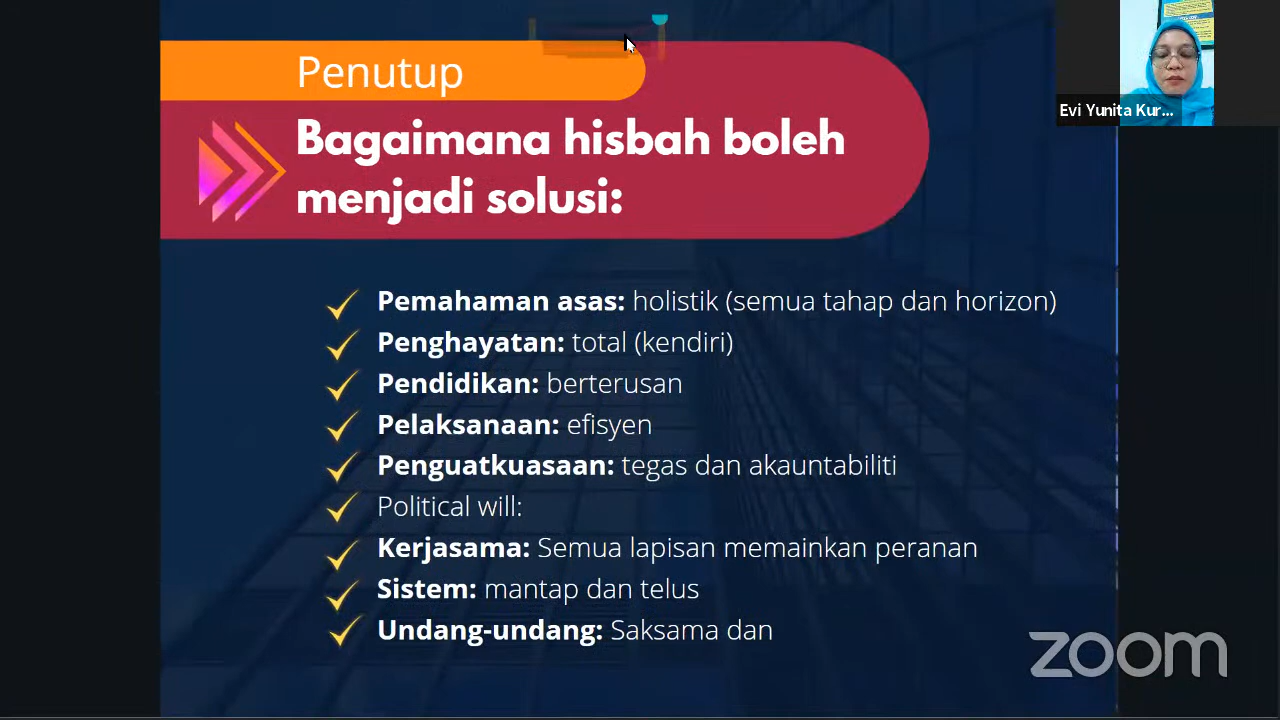 Penutup
Bagaimana hisbah boleh
menjadi solusi:
Pemahaman asas: holistik (semua tahap dan horizon)
Penghayatan: total (kendiri)
Pendidikan: berterusan
Pelaksanaan: efisyen
Penguatkuasaan: tegas dan akauntabiliti
Political will:
Kerjasama: Semua lapisan memainkan peranan
Sistem: mantap dan telus
Undang-undang: Saksama dan
Evi Yunita Kur...
zoom